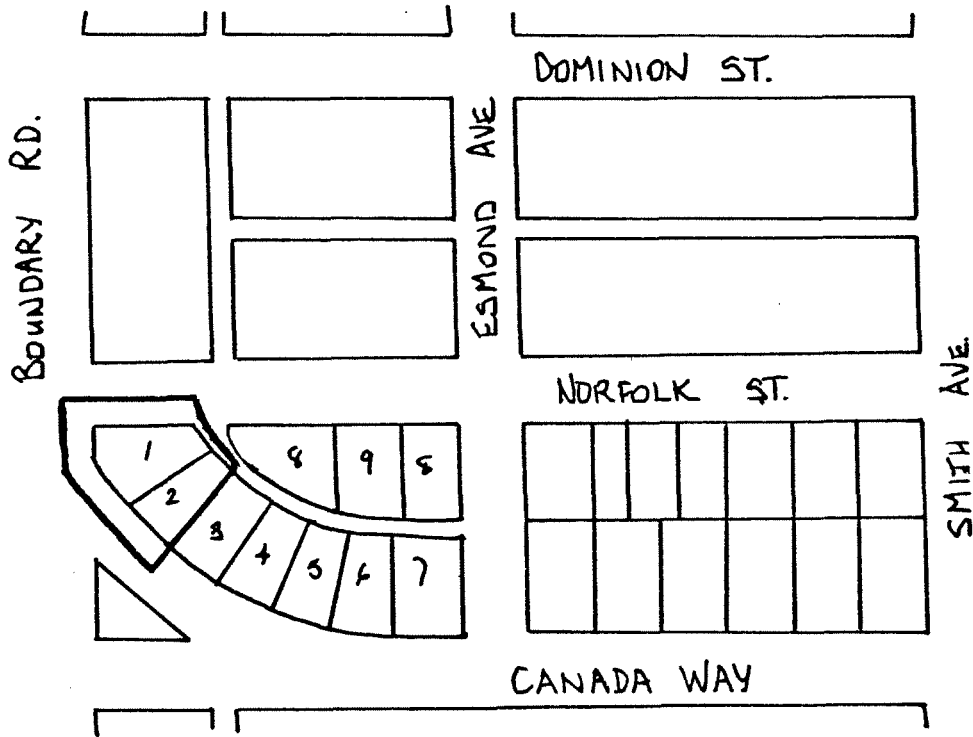 DOMINION ST.
BOUNDARY RD.
ESMOND AVE
NORFOLK ST.
SMITH AVE.
1
2
3
4
5
6
7
8
9
8
CANADA WAY